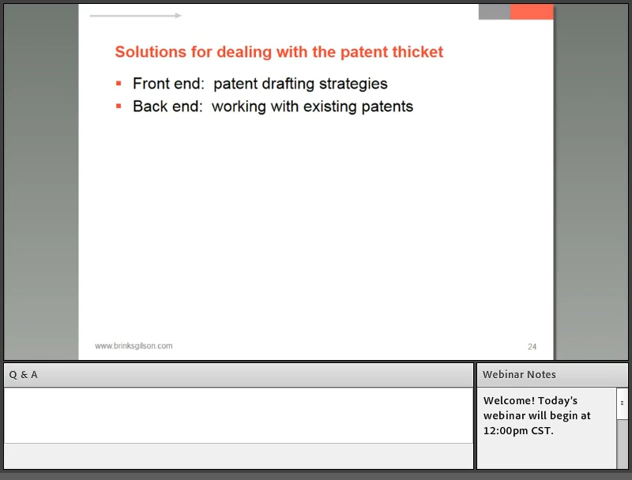 Solutions for dealing with the patent thicket
Front end: patent drafting strategies
Back end: working with existing patents
www.brinksgilson.com
24
Q & A
Webinar Notes
Welcome! Today's
webinar will begin at
12:00pm CST.